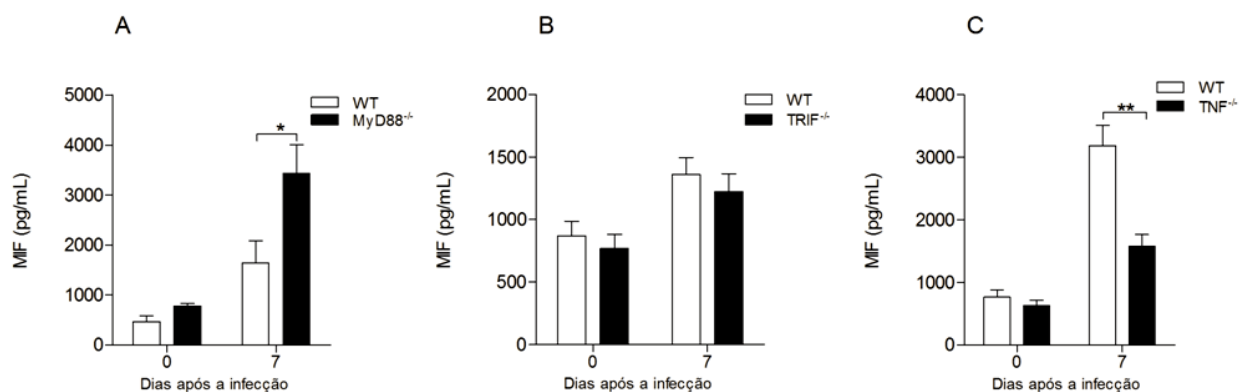 A
MIF (pg/mL)
5000
4000
3000
2000
1000
0
WT
MyD88-/-
*
0 7
Dias após a infecção
B
MIF (pg/mL)
2000
1500
1000
500
0
WT
TRIF-/-
0 7
Dias após a infecção
C
MIF (pg/mL)
4000
3000
2000
1000
0
WT
TNF-/-
**
0 7
Dias após a infecção